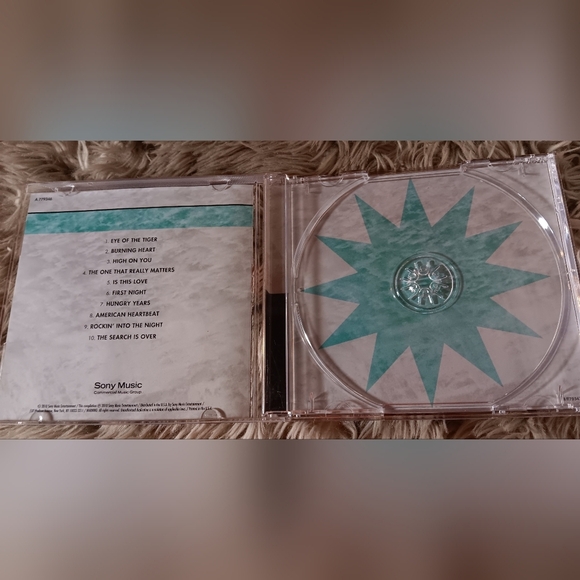 1. EYE OF THE TIGER
2. BURNING HEART
3. HIGH ON YOU
4. THE ONE THAT REALLY MATTERS
5. IS THIS LOVE
6. FIRST NIGHT
7. HUNGRY YEARS
8. AMERICAN HEARTBEAT
9. ROCKIN' INTO THE NIGHT
10. THE SEARCH IS OVER
Sony Music
Commercial Music Group